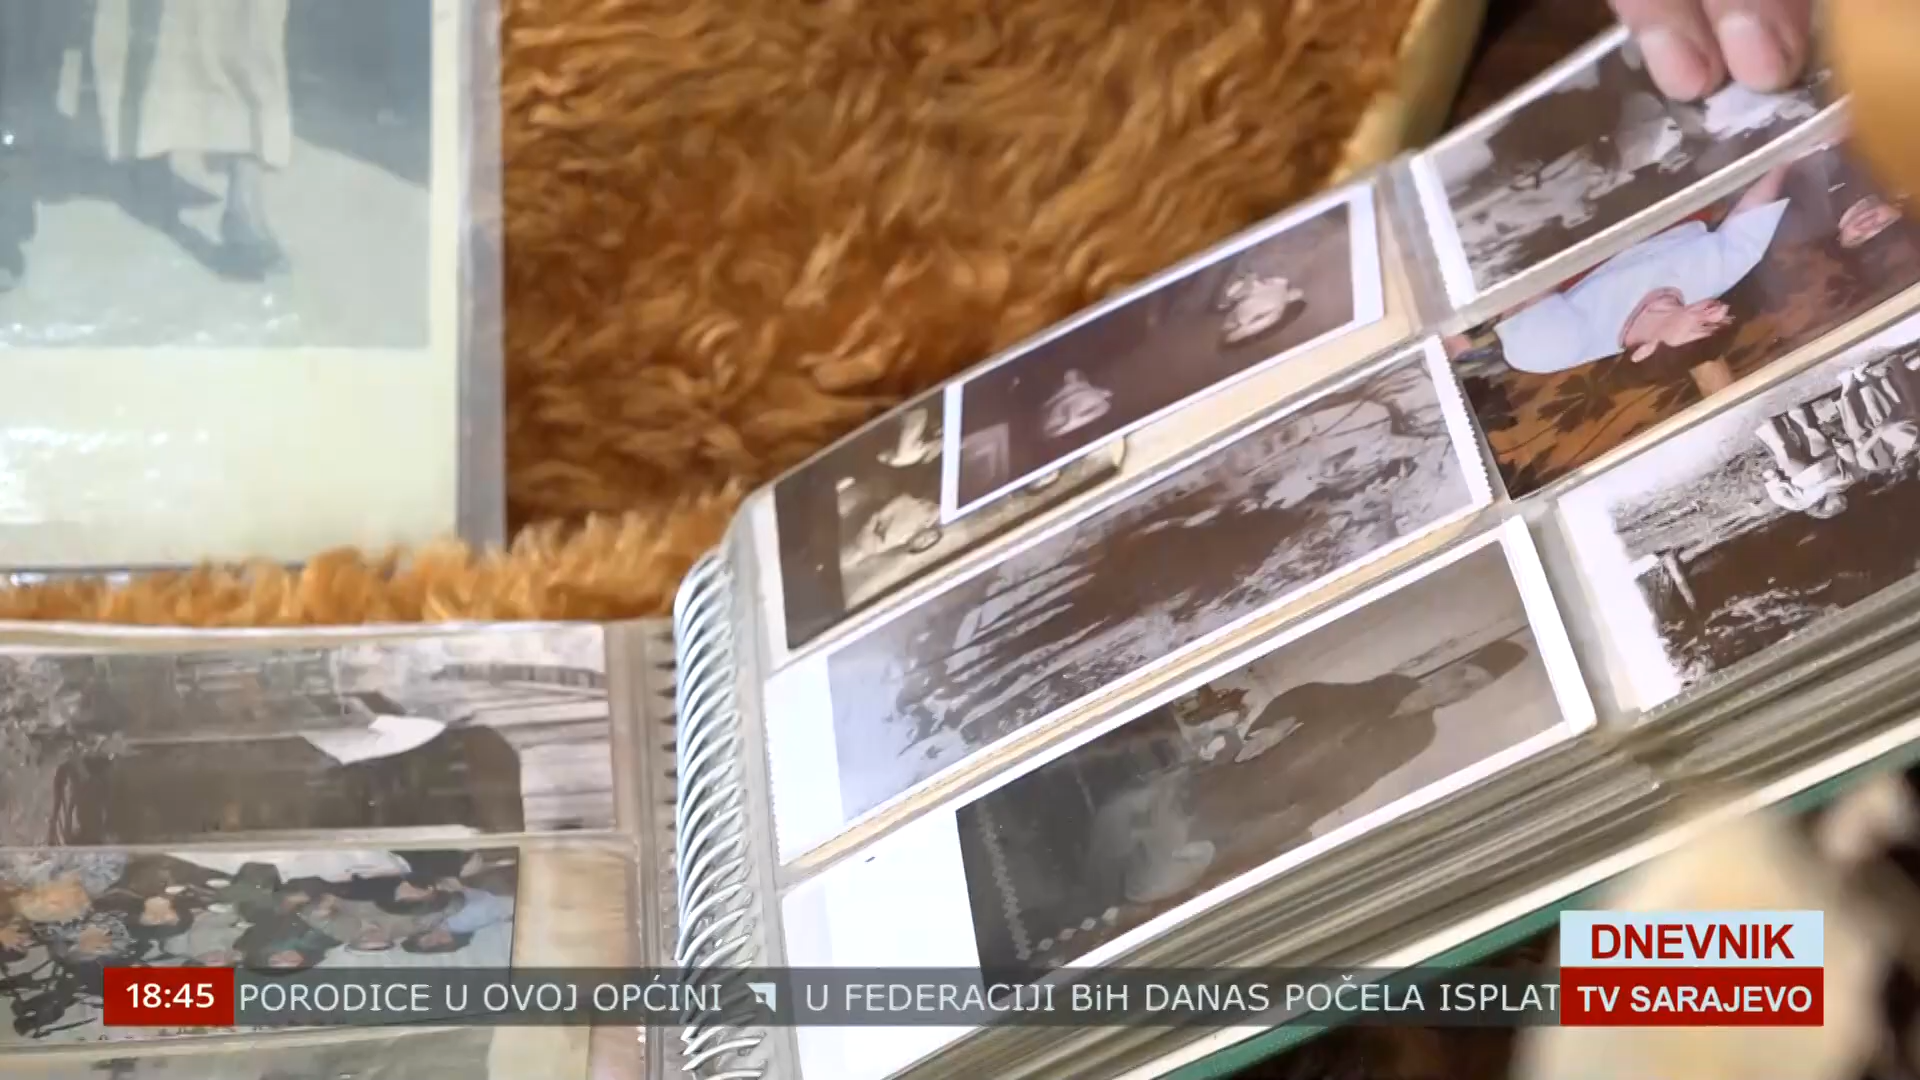 DNEVNIK
18:45 PORODICE U OVOJ OPĆINI U FEDERACIJI BiH DANAS POČELA ISPLAT
TV SARAJEVO